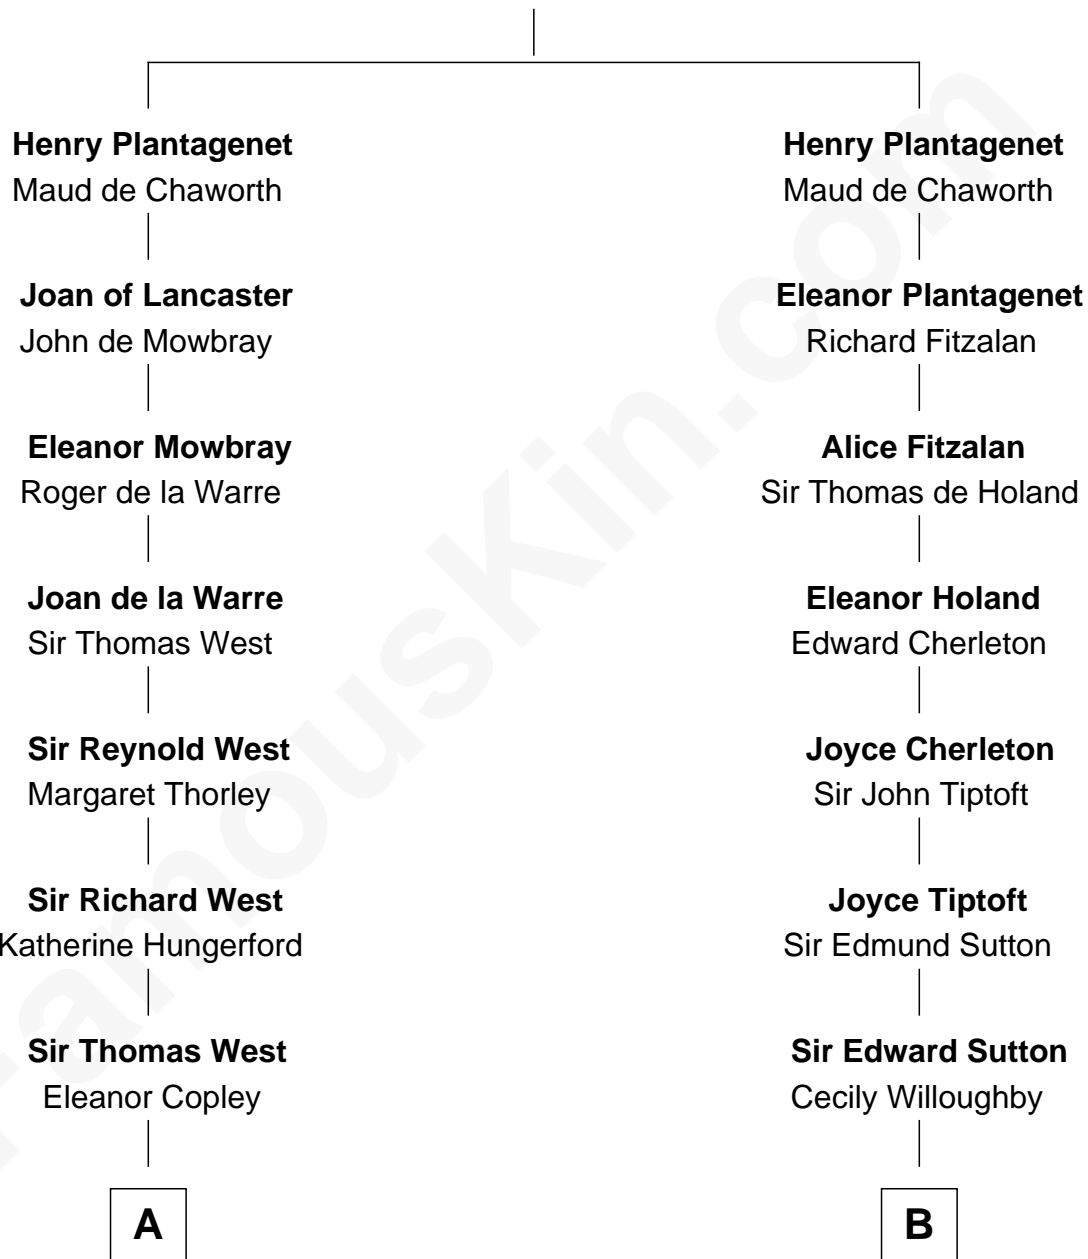 Henry Plantagenet
Maud de Chaworth
Joan of Lancaster
John de Mowbray
Eleanor Mowbray
Roger de la Warre
Joan de la Warre
Sir Thomas West
Sir Reynold West
Margaret Thorley
Sir Richard West
Katherine Hungerford
Sir Thomas West
Eleanor Copley
A
Henry Plantagenet
Maud de Chaworth
Eleanor Plantagenet
Richard Fitzalan
Alice Fitzalan
Sir Thomas de Holand
Eleanor Holand
Edward Cherleton
Joyce Cherleton
Sir John Tiptoft
Joyce Tiptoft
Sir Edmund Sutton
Sir Edward Sutton
Cecily Willoughby
B
FamousKin.com